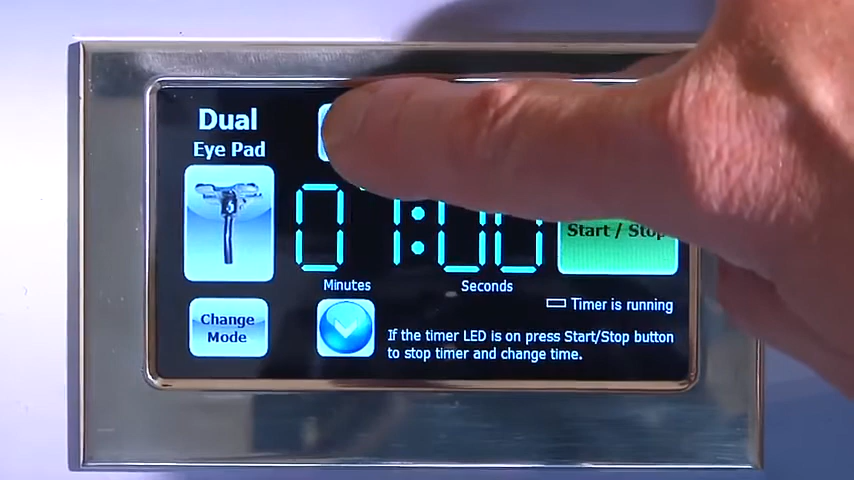 Dual
Eye Pad
01:00
Start / Stop
Minutes
Seconds
Timer is running
Change
Mode
If the timer LED is on press Start/Stop button
to stop timer and change time.